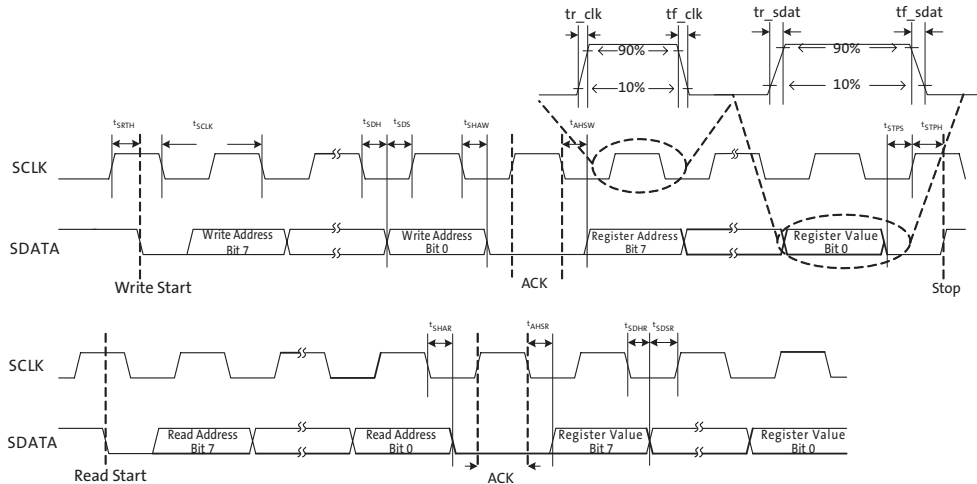 tr_clk tf_clk tr_sdat tf_sdat
90% 90%
10% 10%
tSRTH tSCLK tSDH tSDS tSHAW tAHSW tSTPS tSTPH
SCLK
SDATA Write Address Write Address Register Address Register Value
Bit 7 Bit 0 Bit 7 Bit 0
Write Start ACK Stop
tSHAR tAHSR tSDHR tSDSR
SCLK
SDATA Read Address Read Address Register Value Register Value
Bit 7 Bit 0 Bit 7 Bit 0
Read Start ACK